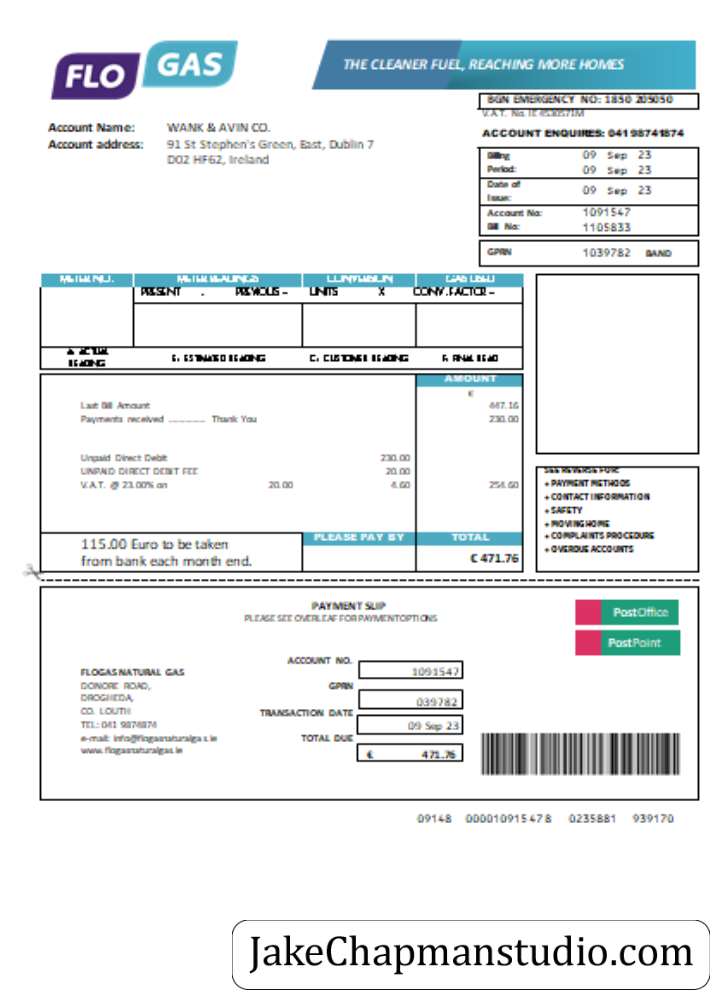 FLO GAS
THE CLEANER FUEL, REACHING MORE HOMES
BGN EMERGENCY NO: 1850 205050
V.A.T. No. IE4530571M
ACCOUNT ENQUIRES: 041 98741874
Account Name: WANK & AVIN CO.
Account address: 91 St Stephen's Green, East, Dublin 7
D02 HF62, Ireland
Billing Period: 09 Sep 23
09 Sep 23
Date of Issue: 09 Sep 23
Account No: 1091547
Bill No: 1105833
GPRN 1039782 BAND
METER NO. METER READINGS CONVERSION GAS USED
PRESENT - PREVIOUS = UNITS X CONV. FACTOR =
A: ACTUAL READING E: ESTIMATED READING C: CUSTOMER READING F: FINAL READ
AMOUNT
€
Last Bill Amount 447.16
Payments received ............... Thank You 230.00
Unpaid Direct Debit 230.00
UNPAID DIRECT DEBIT FEE 20.00
V.A.T. @ 23.00% on 20.00 4.60 254.60
SEE REVERSE FOR:
+ PAYMENT METHODS
+ CONTACT INFORMATION
+ SAFETY
+ MOVING HOME
+ COMPLAINTS PROCEDURE
+ OVERDUE ACCOUNTS
PLEASE PAY BY TOTAL
115.00 Euro to be taken
from bank each month end.
€ 471.76
PAYMENT SLIP
PLEASE SEE OVERLEAF FOR PAYMENT OPTIONS
PostOffice
PostPoint
ACCOUNT NO. 1091547
GPRN 039782
TRANSACTION DATE 09 Sep 23
TOTAL DUE € 471.76
FLOGAS NATURAL GAS
DONORE ROAD,
DROGHEDA,
CO. LOUTH
TEL: 041 9874874
e-mail: info@flogasnaturalgas.ie
www.flogasnaturalgas.ie
09148 000010915478 0235881 939170
JakeChapmanstudio.com